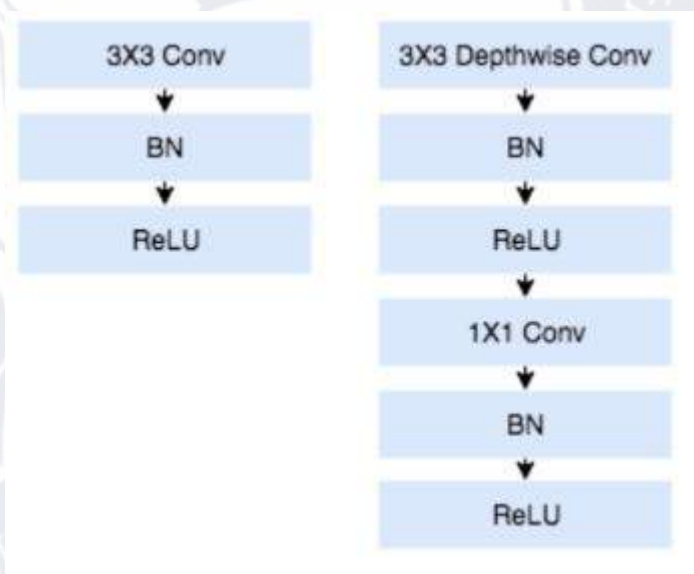 3X3 Conv
BN
ReLU
3X3 Depthwise Conv
BN
ReLU
1X1 Conv
BN
ReLU